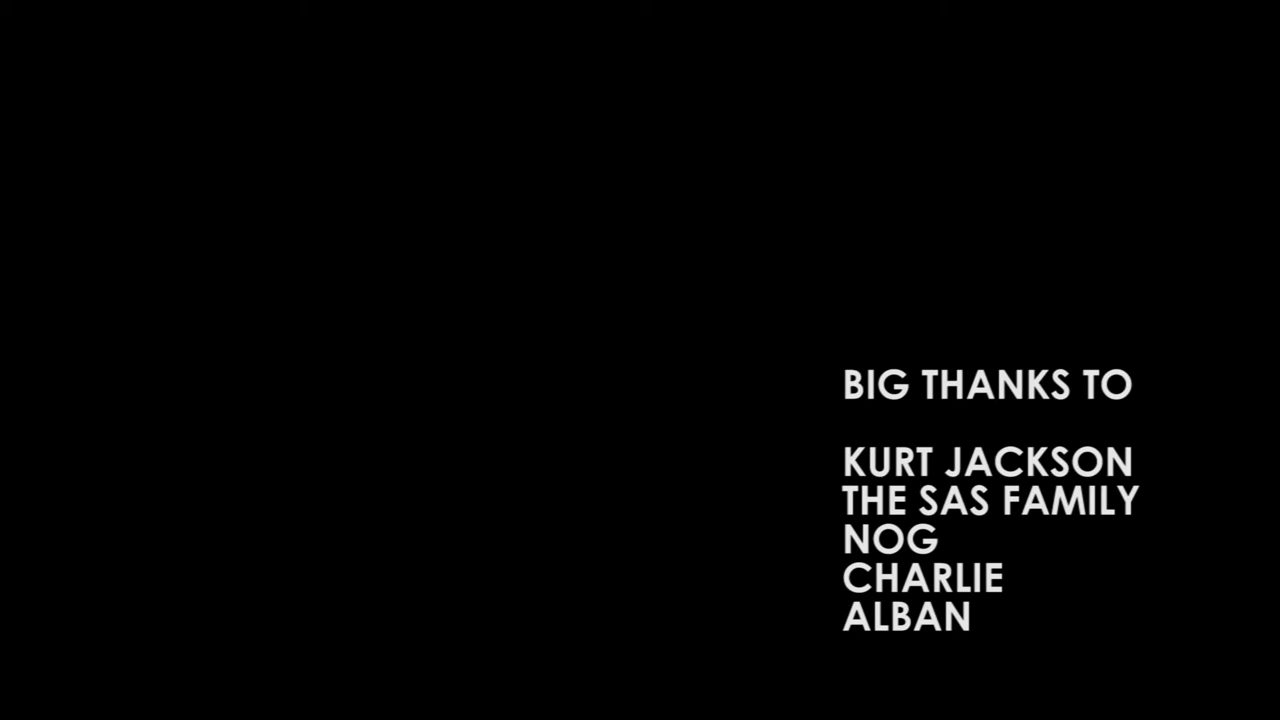 BIG THANKS TO
KURT JACKSON
THE SAS FAMILY
NOG
CHARLIE
ALBAN